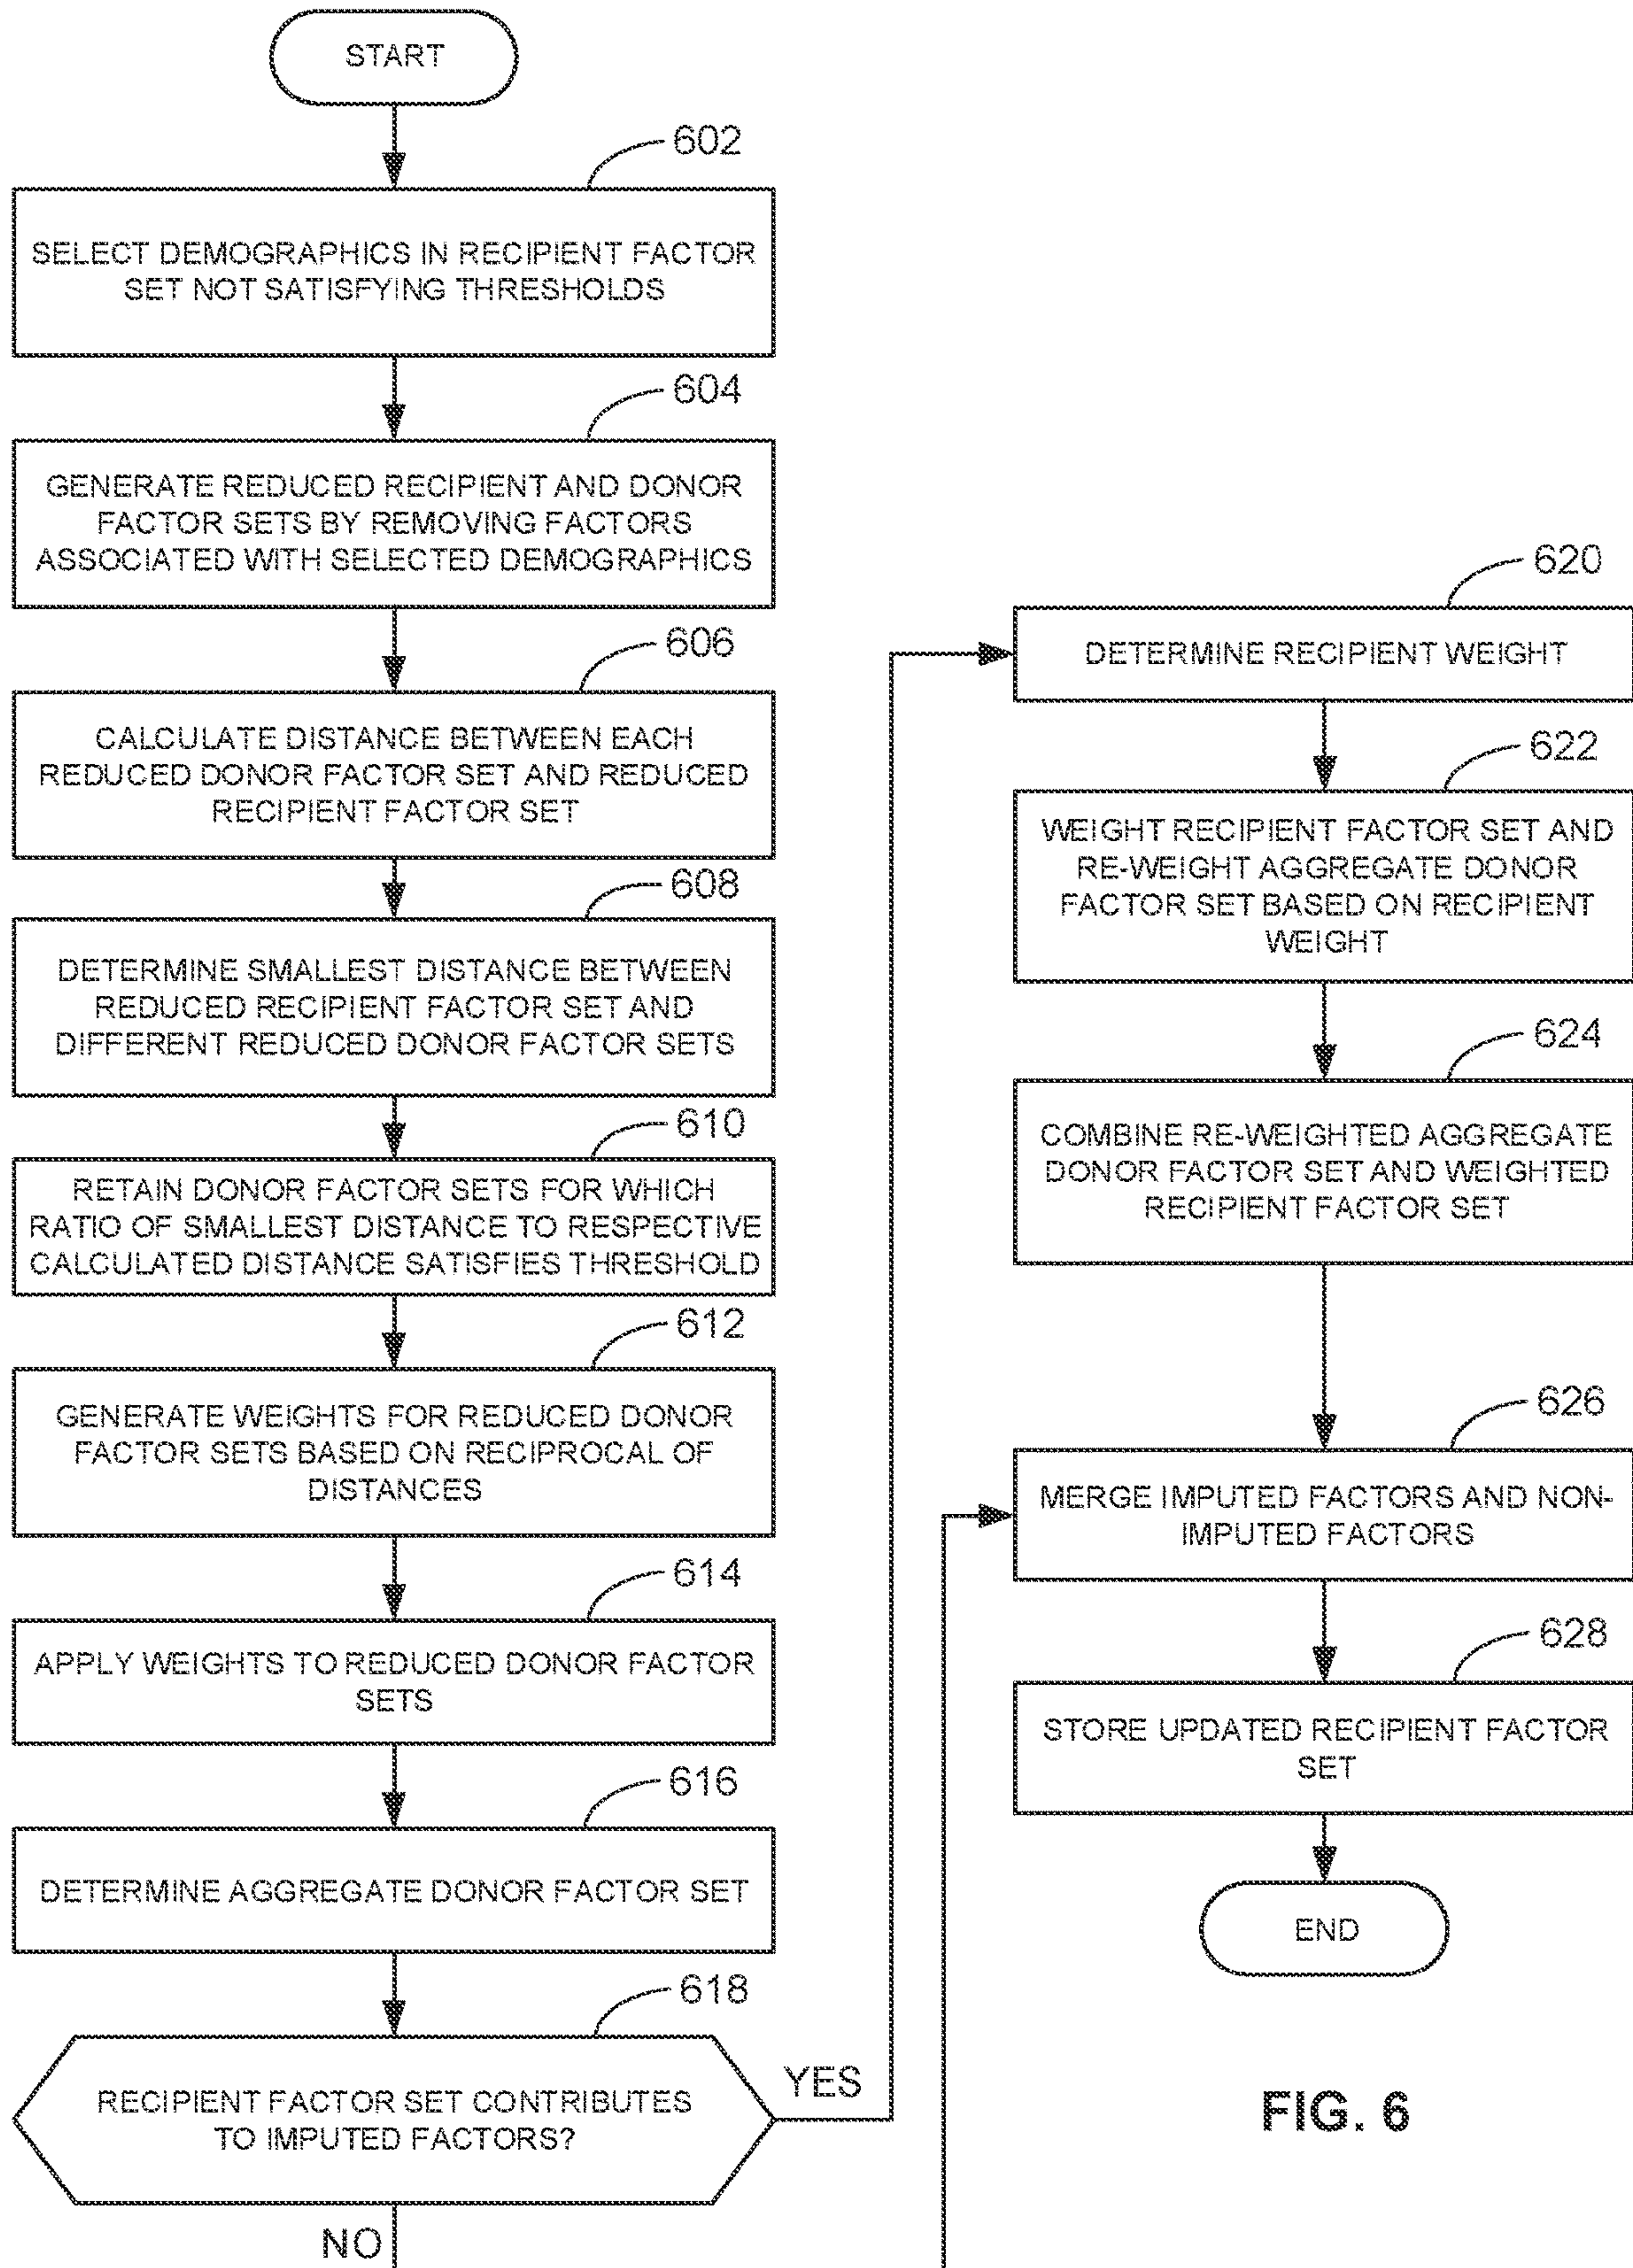 START
602
SELECT DEMOGRAPHICS IN RECIPIENT FACTOR
SET NOT SATISFYING THRESHOLDS
604
GENERATE REDUCED RECIPIENT AND DONOR
FACTOR SETS BY REMOVING FACTORS
ASSOCIATED WITH SELECTED DEMOGRAPHICS
606
CALCULATE DISTANCE BETWEEN EACH
REDUCED DONOR FACTOR SET AND REDUCED
RECIPIENT FACTOR SET
608
DETERMINE SMALLEST DISTANCE BETWEEN
REDUCED RECIPIENT FACTOR SET AND
DIFFERENT REDUCED DONOR FACTOR SETS
610
RETAIN DONOR FACTOR SETS FOR WHICH
RATIO OF SMALLEST DISTANCE TO RESPECTIVE
CALCULATED DISTANCE SATISFIES THRESHOLD
612
GENERATE WEIGHTS FOR REDUCED DONOR
FACTOR SETS BASED ON RECIPROCAL OF
DISTANCES
614
APPLY WEIGHTS TO REDUCED DONOR FACTOR
SETS
616
DETERMINE AGGREGATE DONOR FACTOR SET
618
RECIPIENT FACTOR SET CONTRIBUTES
TO IMPUTED FACTORS?
YES
NO
620
DETERMINE RECIPIENT WEIGHT
622
WEIGHT RECIPIENT FACTOR SET AND
RE-WEIGHT AGGREGATE DONOR
FACTOR SET BASED ON RECIPIENT
WEIGHT
624
COMBINE RE-WEIGHTED AGGREGATE
DONOR FACTOR SET AND WEIGHTED
RECIPIENT FACTOR SET
626
MERGE IMPUTED FACTORS AND NON-
IMPUTED FACTORS
628
STORE UPDATED RECIPIENT FACTOR
SET
END
FIG. 6